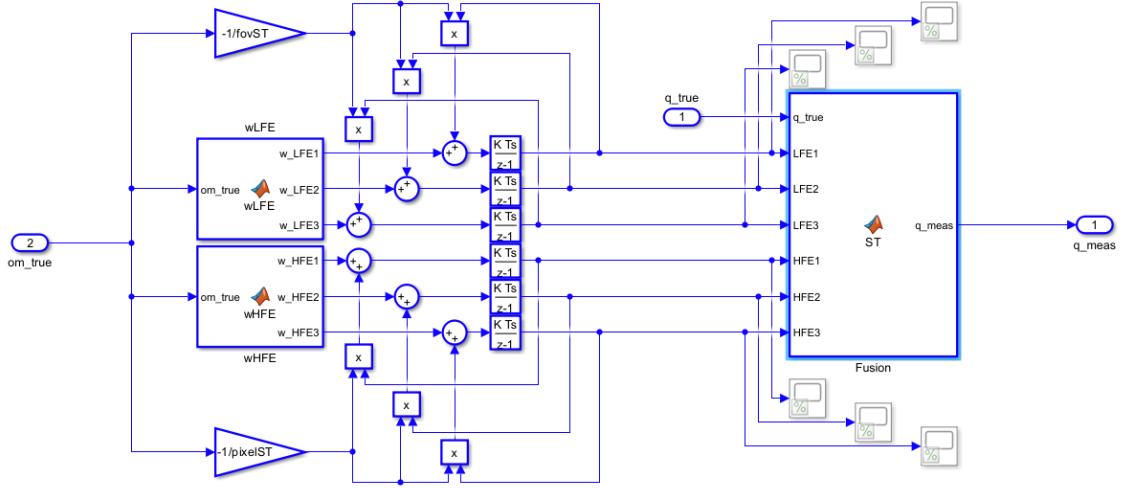 -1/fovST
x
x
q_true
1
q_true
x
wLFE
w_LFE1
K Ts
z-1
LFE1
om_true
w_LFE2
wLFE
K Ts
z-1
LFE2
w_LFE3
K Ts
z-1
LFE3
ST
q_meas
1
q_meas
2
om_true
w_HFE1
K Ts
z-1
HFE1
om_true
w_HFE2
wHFE
K Ts
z-1
HFE2
w_HFE3
K Ts
z-1
HFE3
wHFE
x
Fusion
x
-1/pixelST
x
+
+
+
+
+
+
+
+
+
+
+
+
%
%
%
%
%
%